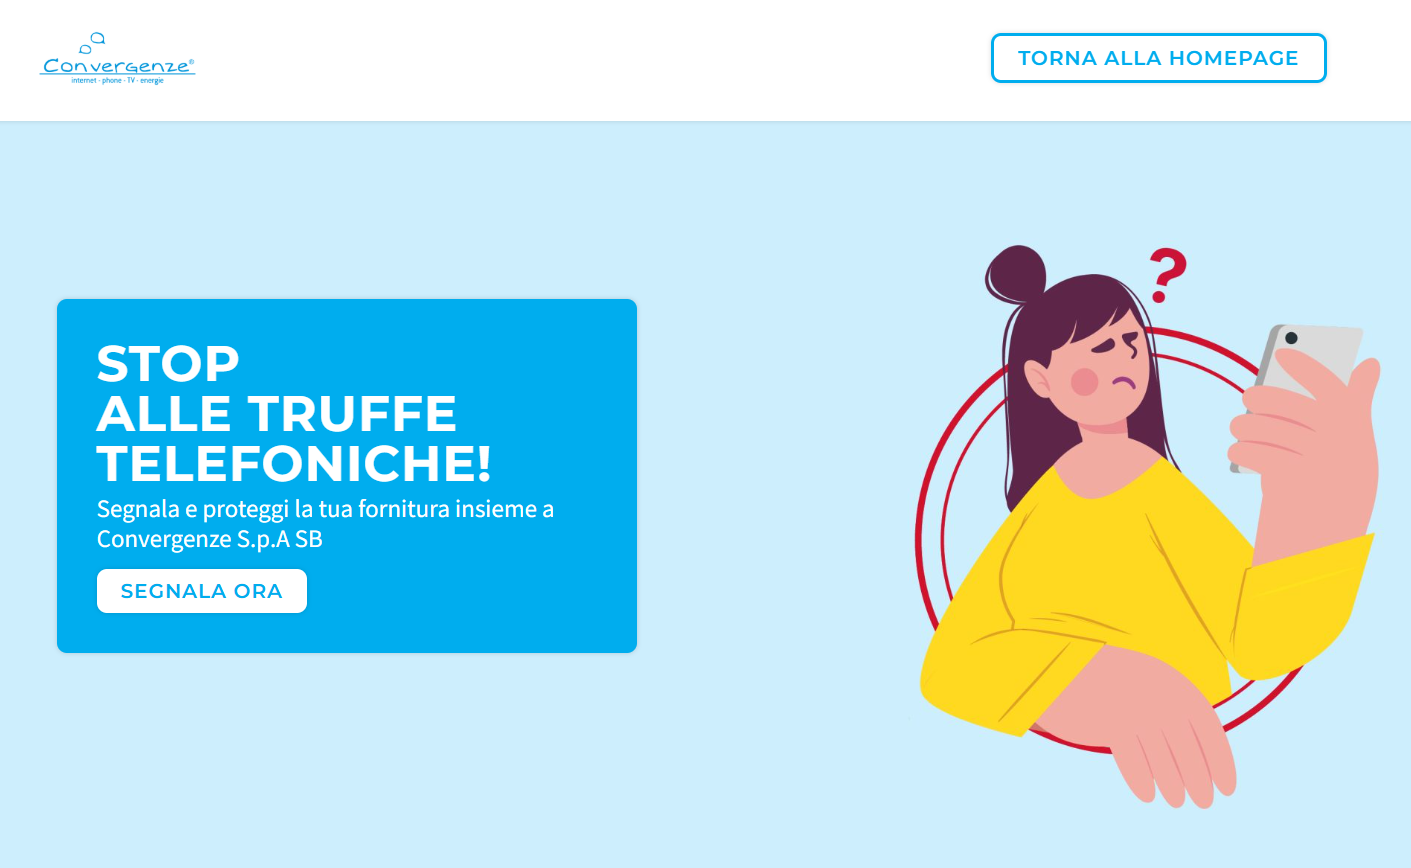 Convergenze®
internet - phone - TV - energie
TORNA ALLA HOMEPAGE
STOP
ALLE TRUFFE
TELEFONICHE!
Segnala e proteggi la tua fornitura insieme a
Convergenze S.p.A SB
SEGNALA ORA
?